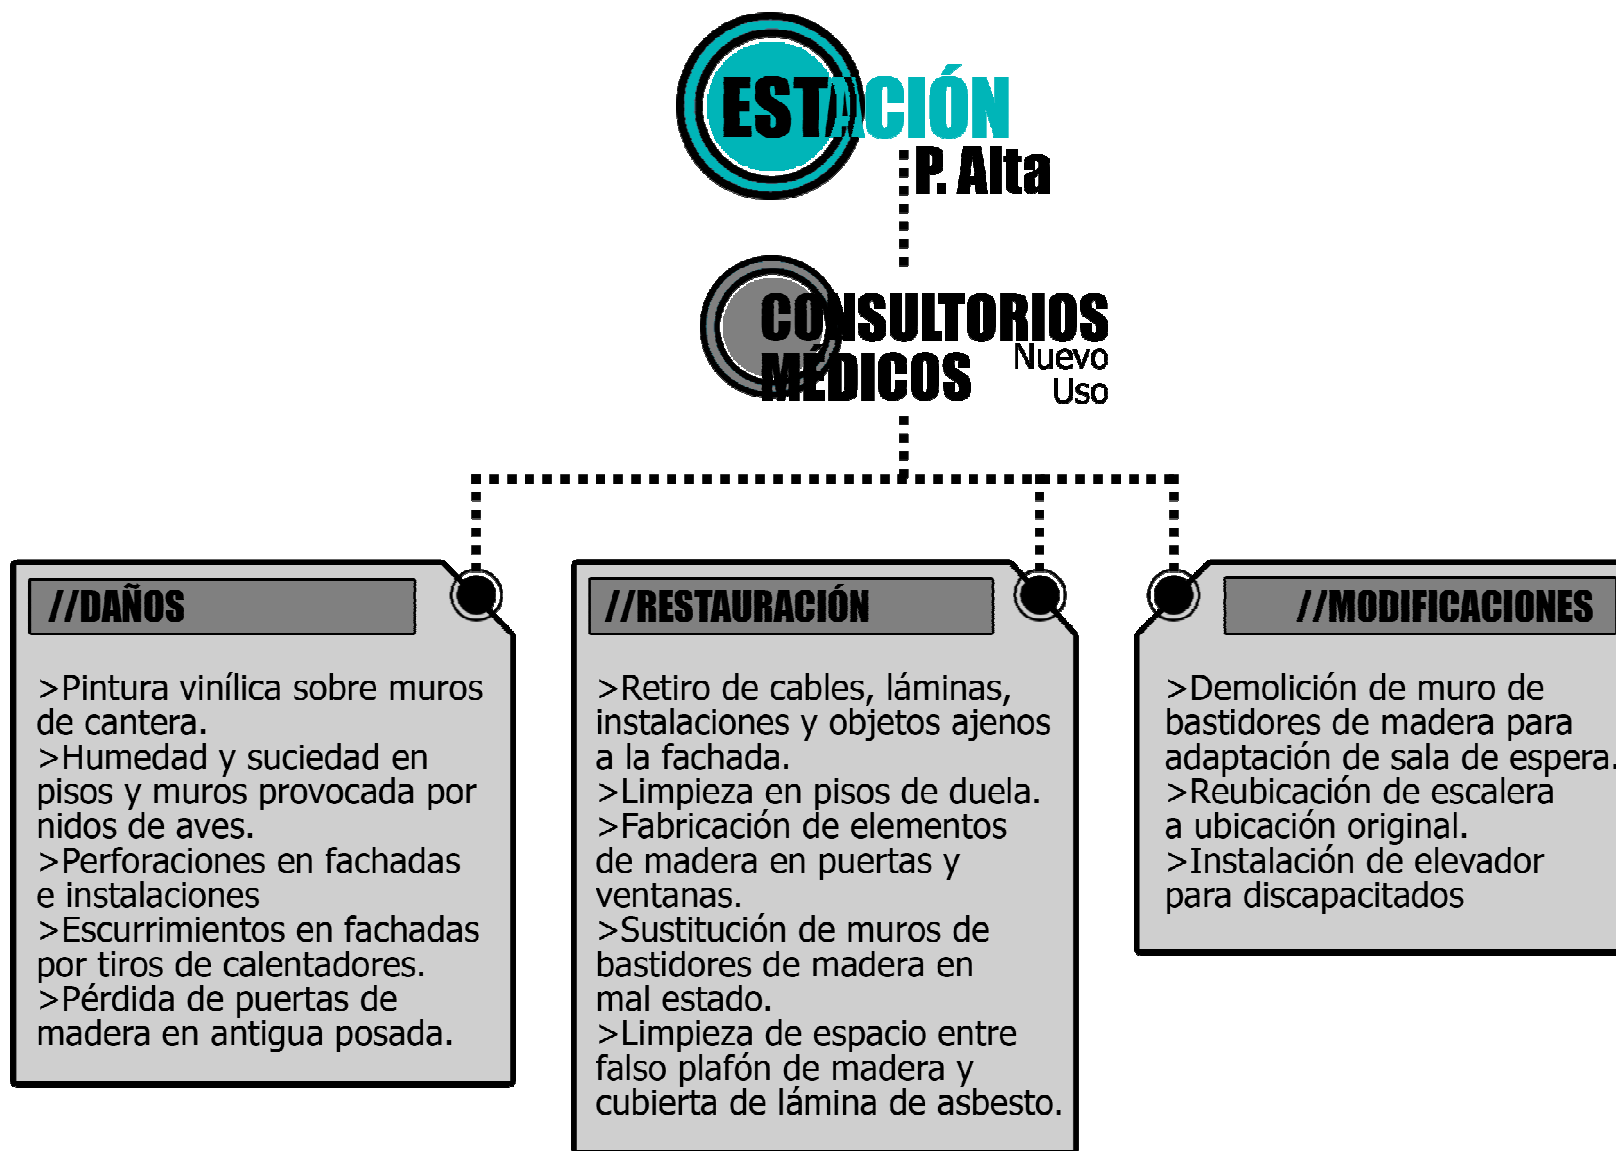 ESTACIÓN
P. Alta
CONSULTORIOS
MÉDICOS
Nuevo
Uso
//DAÑOS
>Pintura vinílica sobre muros
de cantera.
>Humedad y suciedad en
pisos y muros provocada por
nidos de aves.
>Perforaciones en fachadas
e instalaciones
>Escurrimientos en fachadas
por tiros de calentadores.
>Pérdida de puertas de
madera en antigua posada.
//RESTAURACIÓN
>Retiro de cables, láminas,
instalaciones y objetos ajenos
a la fachada.
>Limpieza en pisos de duela.
>Fabricación de elementos
de madera en puertas y
ventanas.
>Sustitución de muros de
bastidores de madera en
mal estado.
>Limpieza de espacio entre
falso plafón de madera y
cubierta de lámina de asbesto.
//MODIFICACIONES
>Demolición de muro de
bastidores de madera para
adaptación de sala de espera.
>Reubicación de escalera
a ubicación original.
>Instalación de elevador
para discapacitados